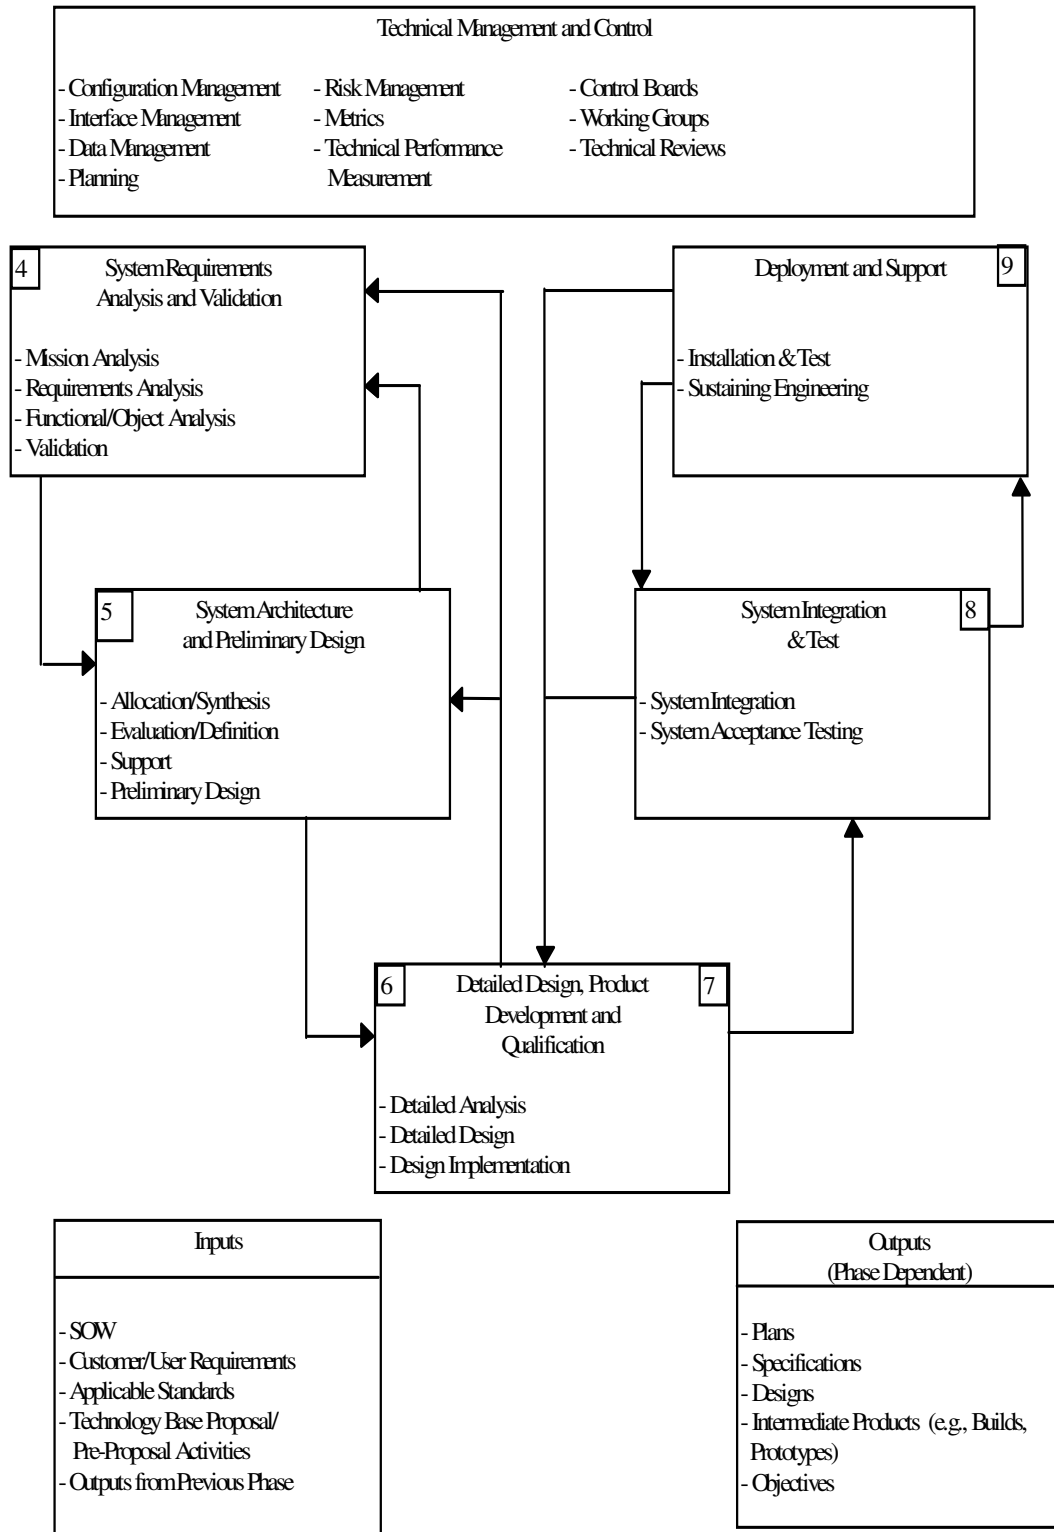 Technical Management and Control
- Configuration Management
- Interface Management
- Data Management
- Planning
- Risk Management
- Metrics
- Technical Performance
Measurement
- Control Boards
- Working Groups
- Technical Reviews
4
System Requirements
Analysis and Validation
- Mission Analysis
- Requirements Analysis
- Functional/Object Analysis
- Validation
Deployment and Support
9
- Installation & Test
- Sustaining Engineering
5
System Architecture
and Preliminary Design
- Allocation/Synthesis
- Evaluation/Definition
- Support
- Preliminary Design
System Integration
& Test
8
- System Integration
- System Acceptance Testing
6
Detailed Design, Product
Development and
Qualification
7
- Detailed Analysis
- Detailed Design
- Design Implementation
Inputs
- SOW
- Customer/User Requirements
- Applicable Standards
- Technology Base Proposal/
Pre-Proposal Activities
- Outputs from Previous Phase
Outputs
(Phase Dependent)
- Plans
- Specifications
- Designs
- Intermediate Products (e.g., Builds,
Prototypes)
- Objectives